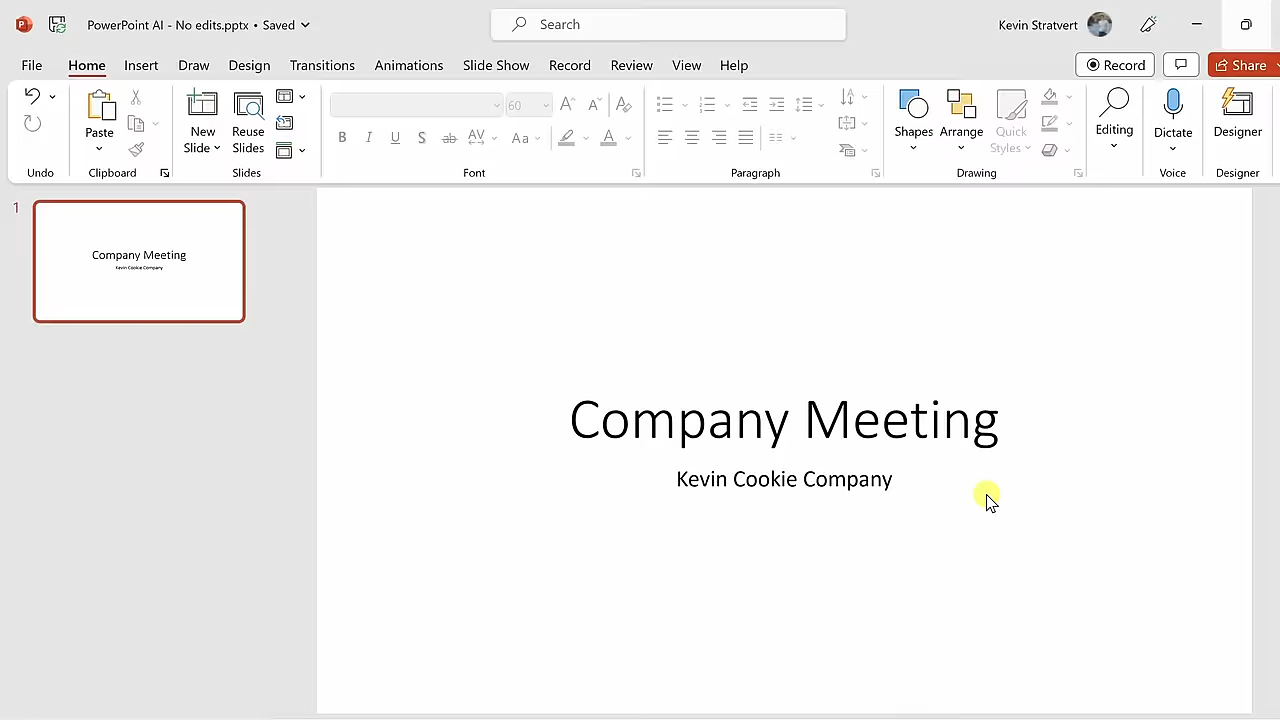 PowerPoint AI - No edits.pptx • Saved
Search
Kevin Stratvert
File Home Insert Draw Design Transitions Animations Slide Show Record Review View Help
Record
Share
Paste
New Slide
Reuse Slides
60
Aa
Shapes
Arrange
Quick Styles
Editing
Dictate
Designer
Undo Clipboard Slides Font Paragraph Drawing Voice Designer
1
Company Meeting
Kevin Cookie Company
Company Meeting
Kevin Cookie Company